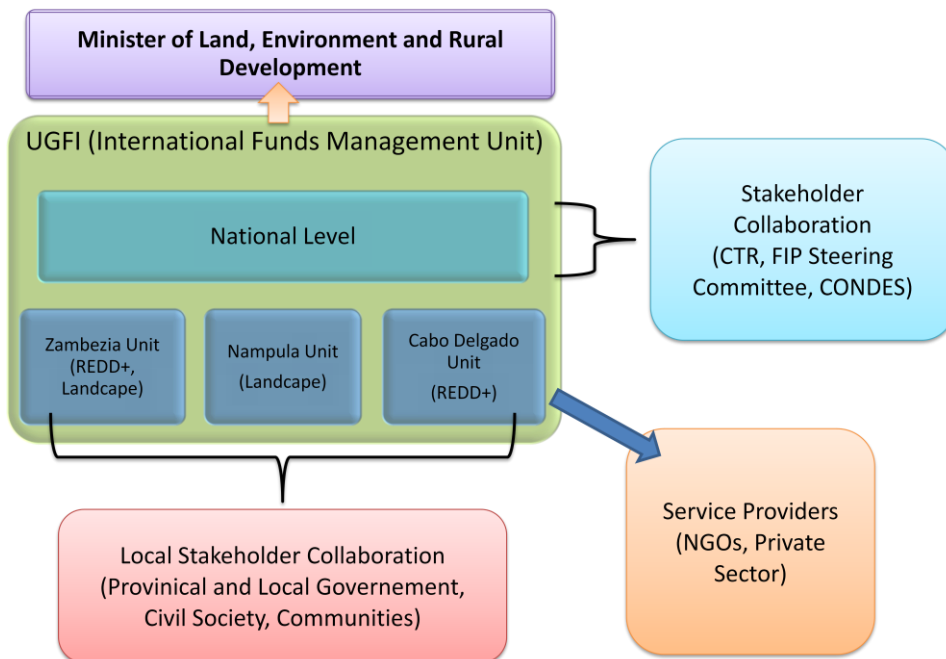 Minister of Land, Environment and Rural
Development
UGFI (International Funds Management Unit)
National Level
Stakeholder
Collaboration
(CTR, FIP Steering
Committee, CONDES)
Zambezia Unit
(REDD+,
Landcape)
Nampula Unit
(Landcape)
Cabo Delgado
Unit
(REDD+)
Service Providers
(NGOs, Private
Sector)
Local Stakeholder Collaboration
(Provinical and Local Governement,
Civil Society, Communities)